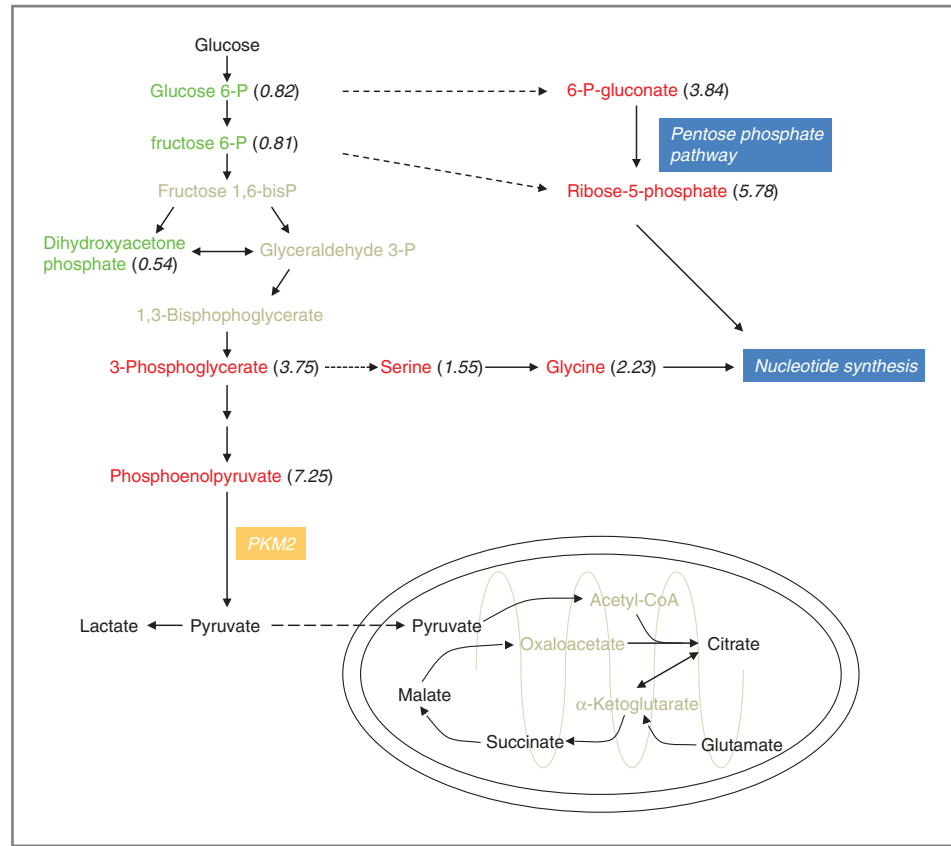 Glucose
Glucose 6-P (0.82)
6-P-gluconate (3.84)
Pentose phosphate
pathway
fructose 6-P (0.81)
Fructose 1,6-bisP
Ribose-5-phosphate (5.78)
Dihydroxyacetone
phosphate (0.54)
Glyceraldehyde 3-P
1,3-Bisphophoglycerate
3-Phosphoglycerate (3.75)
Serine (1.55)
Glycine (2.23)
Nucleotide synthesis
Phosphoenolpyruvate (7.25)
PKM2
Lactate
Pyruvate
Pyruvate
Acetyl-CoA
Oxaloacetate
Citrate
Malate
α-Ketoglutarate
Succinate
Glutamate